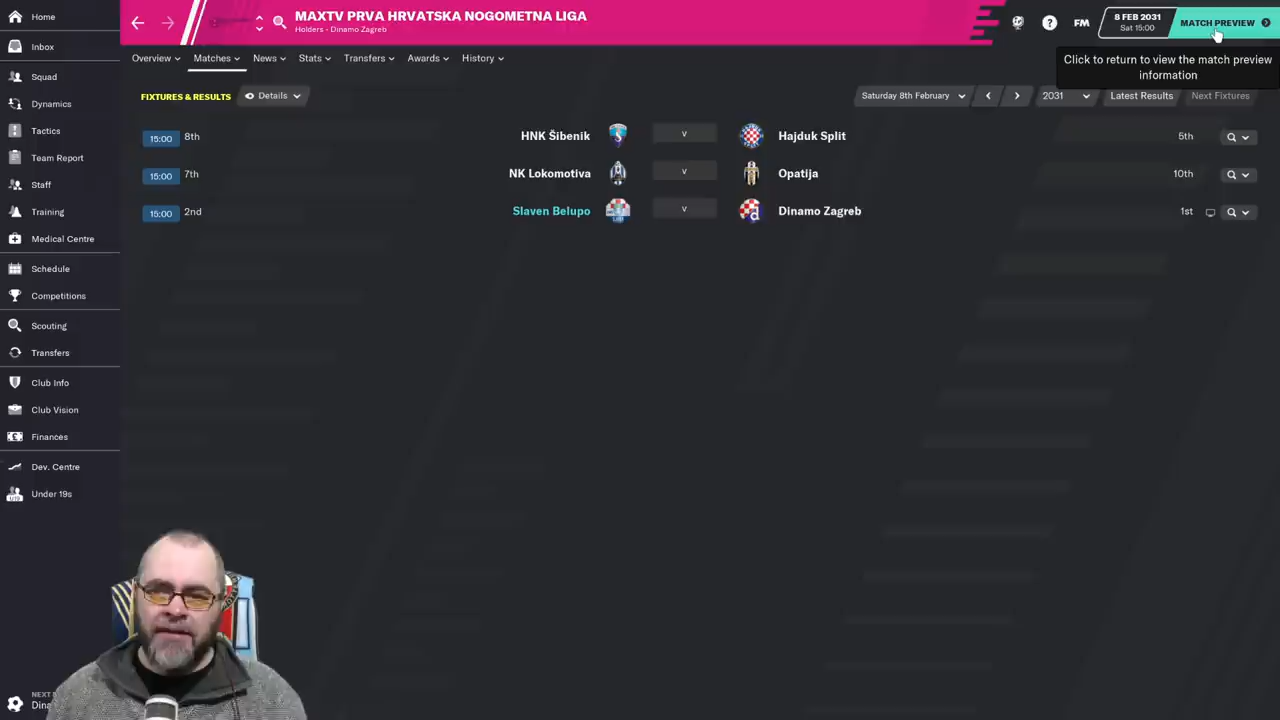 Home
MAXTV PRVA HRVATSKA NOGOMETNA LIGA
Holders - Dinamo Zagreb
FM
8 FEB 2031
Sat 15:00
MATCH PREVIEW
Click to return to view the match preview
information
Inbox
Overview
Matches
News
Stats
Transfers
Awards
History
Squad
Dynamics
Tactics
Team Report
Staff
Training
Medical Centre
Schedule
Competitions
Scouting
Transfers
Club Info
Club Vision
Finances
Dev. Centre
Under 19s
FIXTURES & RESULTS
Details
Saturday 8th February
2031
Latest Results
Next Fixtures
15:00 8th HNK Šibenik v Hajduk Split 5th
15:00 7th NK Lokomotiva v Opatija 10th
15:00 2nd Slaven Belupo v Dinamo Zagreb 1st